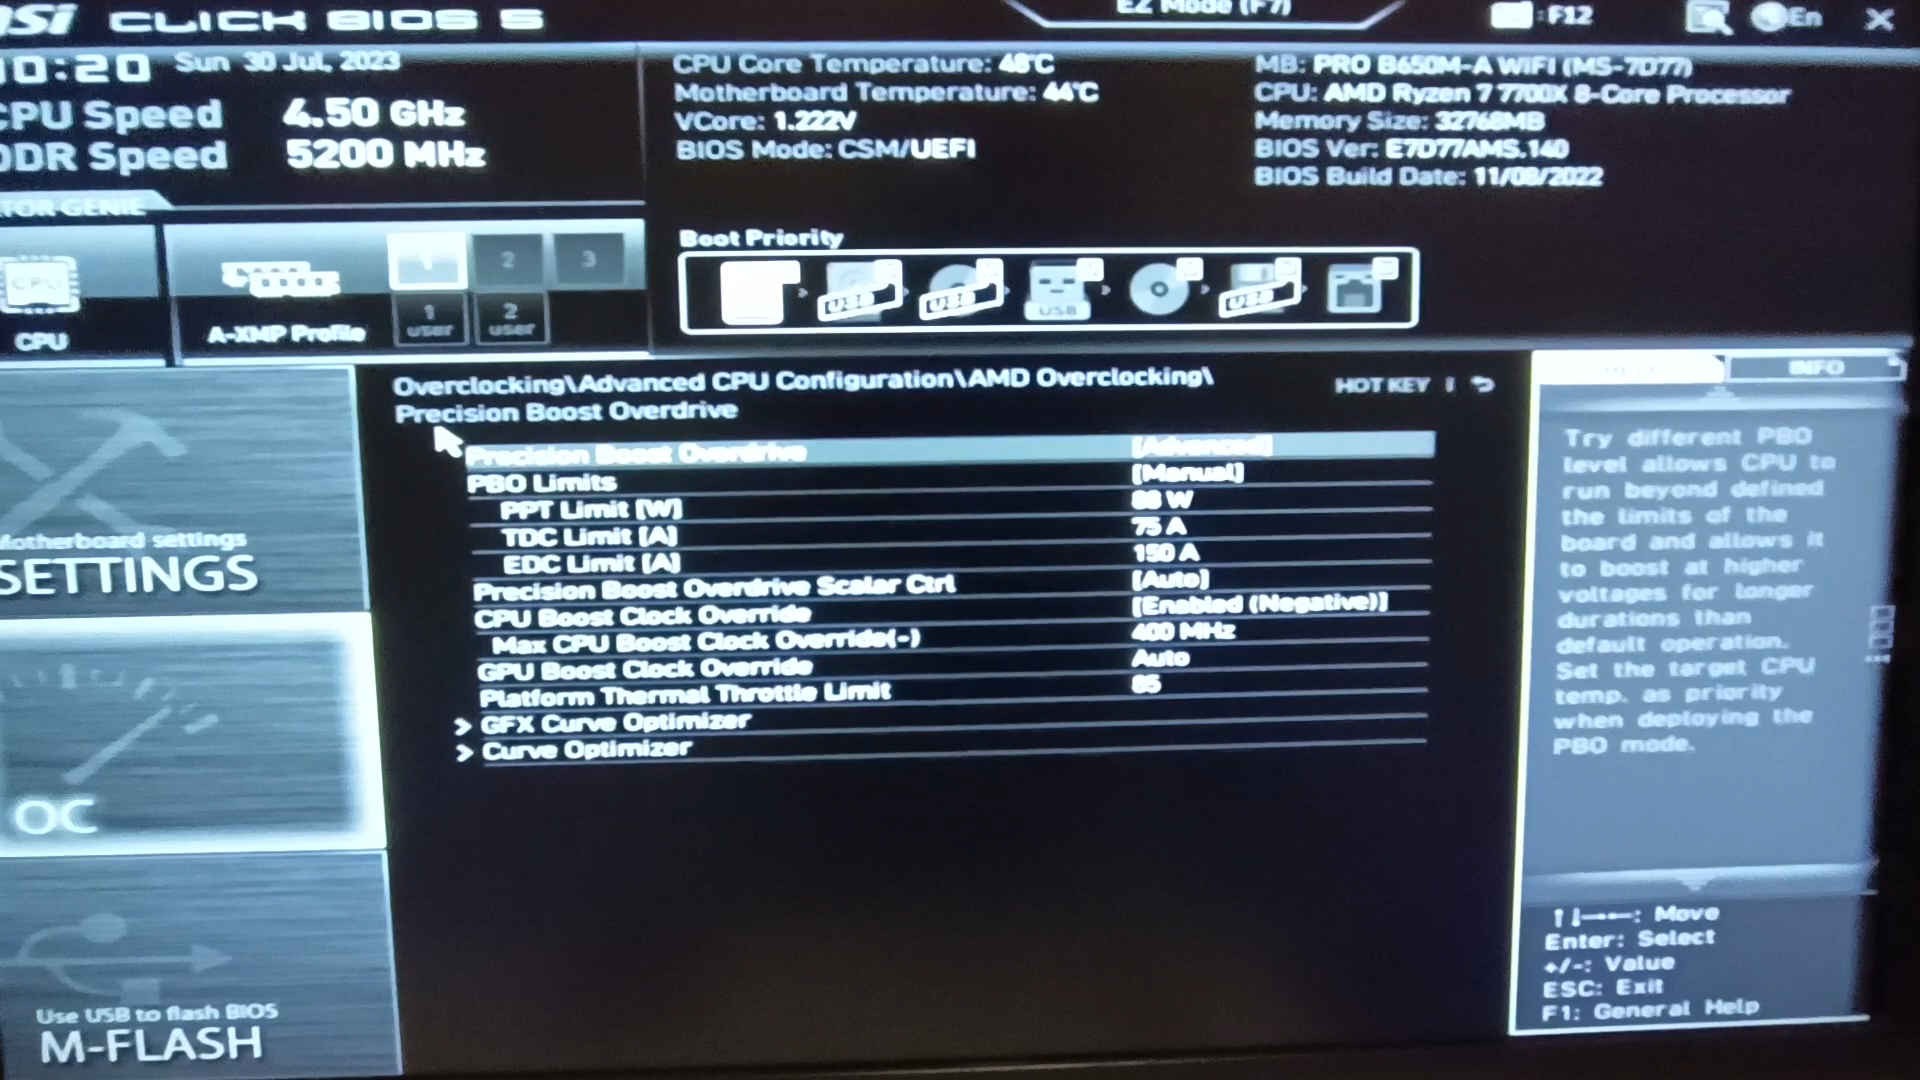 CLICK BIOS 5
EZ Mode (F7)
: F12
En
X
Sun 30 Jul, 2023
CPU Speed 4.50 GHz
DDR Speed 5200 MHz
CPU Core Temperature: 48°C
Motherboard Temperature: 44°C
VCore: 1.222V
BIOS Mode: CSM/UEFI
MB: PRO B650M-A WIFI (MS-7D77)
CPU: AMD Ryzen 7 7700X 8-Core Processor
Memory Size: 32768MB
BIOS Ver: E7D77AMS.140
BIOS Build Date: 11/08/2022
GENIE
CPU
CPU
A-XMP Profile
1 2 3
1 user
2 user
Boot Priority
USB USB USB USB
Overclocking\Advanced CPU Configuration\AMD Overclocking\
Precision Boost Overdrive
HOT KEY
Precision Boost Overdrive [Advanced]
PBO Limits [Manual]
PPT Limit [W] 88 W
TDC Limit [A] 75 A
EDC Limit [A] 150 A
Precision Boost Overdrive Scalar Ctrl [Auto]
CPU Boost Clock Override [Enabled (Negative)]
Max CPU Boost Clock Override(-) 400 MHz
GPU Boost Clock Override Auto
Platform Thermal Throttle Limit 85
> GFX Curve Optimizer
> Curve Optimizer
Motherboard settings
SETTINGS
OC
Use USB to flash BIOS
M-FLASH
HELP
INFO
Try different PBO
level allows CPU to
run beyond defined
the limits of the
board and allows it
to boost at higher
voltages for longer
durations than
default operation.
Set the target CPU
temp. as priority
when deploying the
PBO mode.
↑↓→←: Move
Enter: Select
+/-: Value
ESC: Exit
F1: General Help